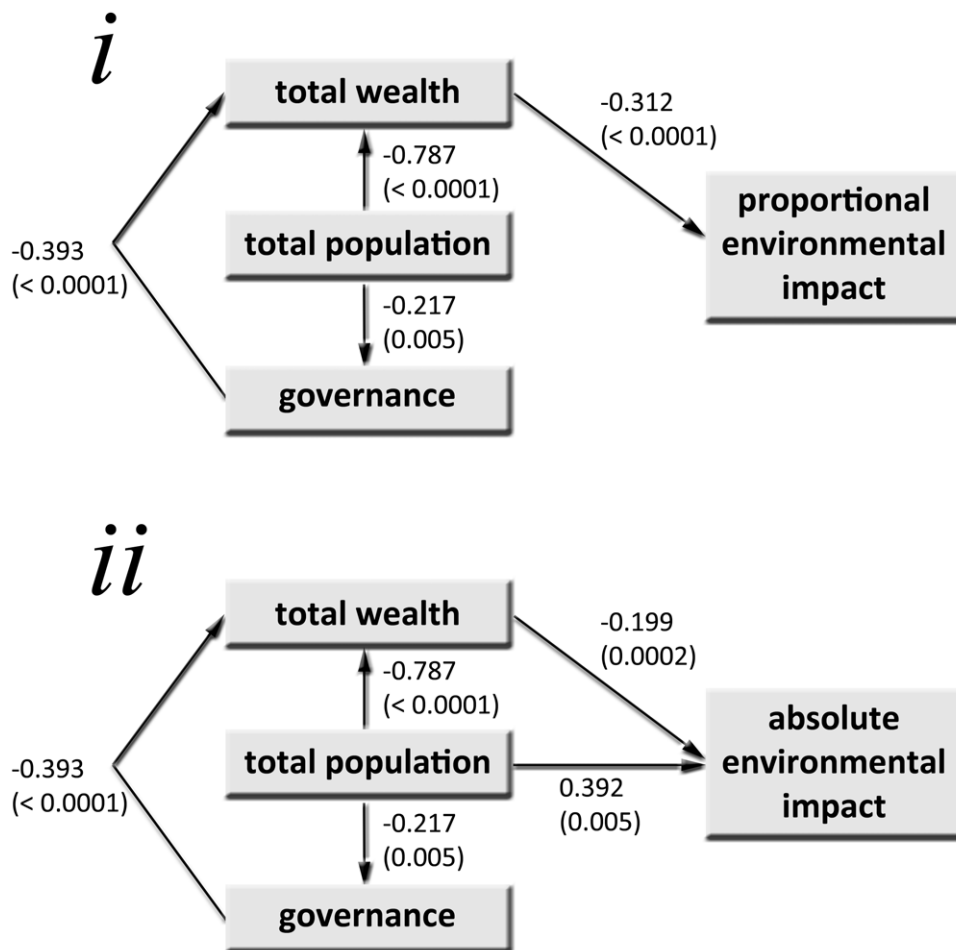 i
total wealth
-0.312
(< 0.0001)
-0.787
(< 0.0001)
proportional
environmental
impact
total population
-0.393
(< 0.0001)
-0.217
(0.005)
governance
ii
total wealth
-0.199
(0.0002)
-0.787
(< 0.0001)
absolute
environmental
impact
total population
-0.393
(< 0.0001)
0.392
(0.005)
-0.217
(0.005)
governance